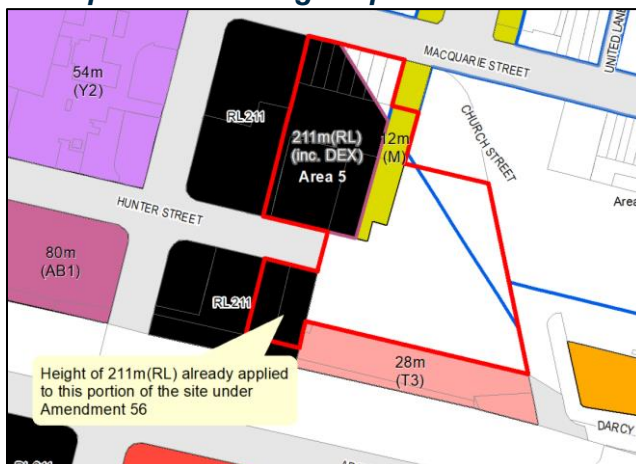 MACQUARIE STREET
UNITED LANE
54m
(Y2)
RL211
211m(RL)
(inc. DEX)
Area 5
12m
(M)
CHURCH STREET
Area
HUNTER STREET
80m
(AB1)
RL211
28m
(T3)
Height of 211m(RL) already applied
to this portion of the site under
Amendment 56
DARCY
RL211